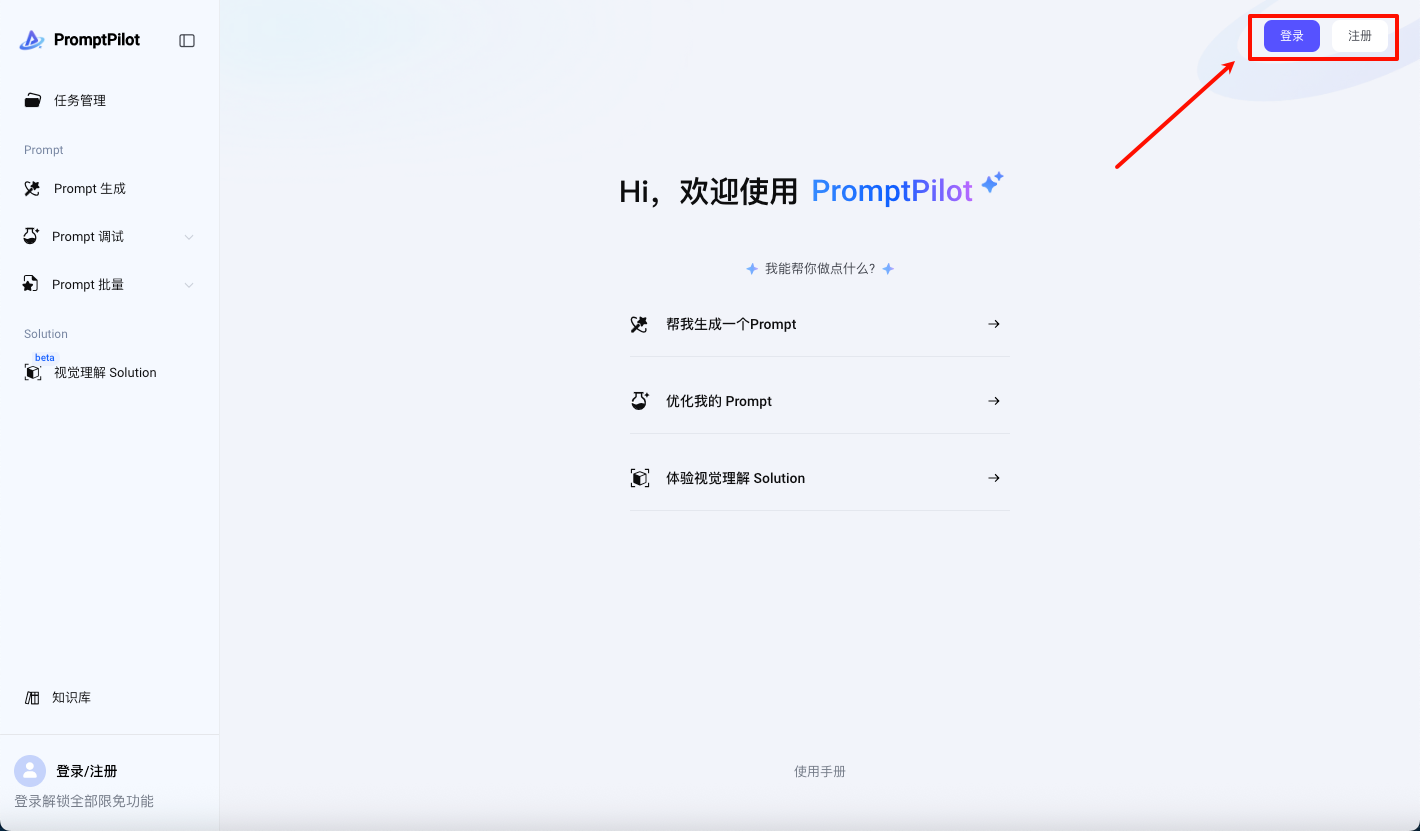 PromptPilot
任务管理
Prompt
Prompt 生成
Prompt 调试
Prompt 批量
Solution
beta
视觉理解 Solution
知识库
登录/注册
登录解锁全部限免功能
登录
注册
Hi，欢迎使用 PromptPilot
我能帮你做点什么？
帮我生成一个Prompt
优化我的 Prompt
体验视觉理解 Solution
使用手册